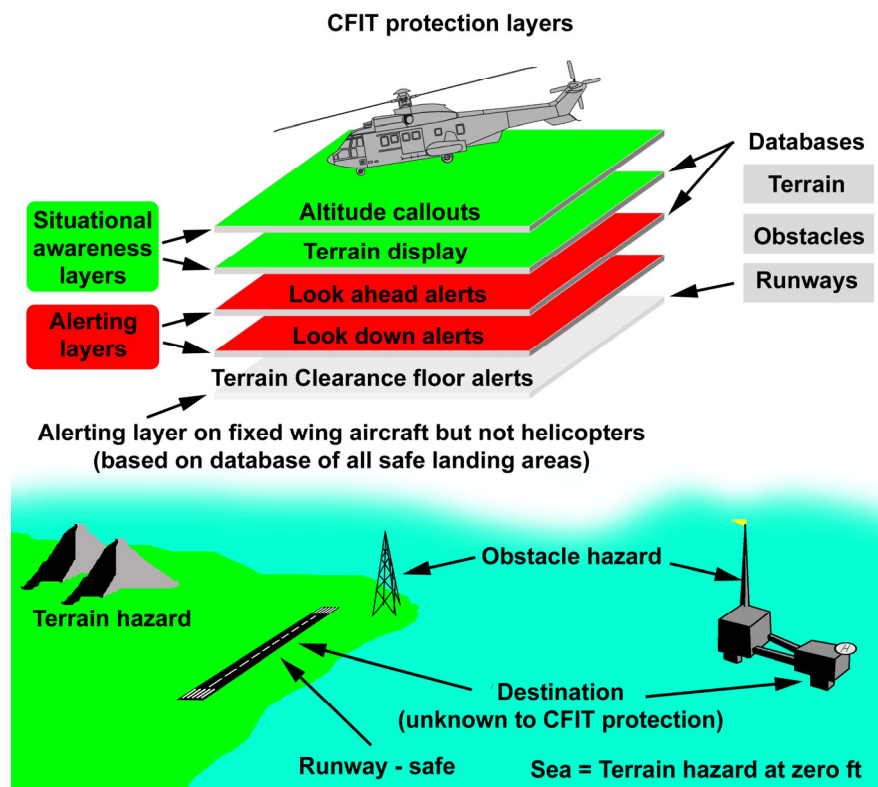 CFIT protection layers
Databases
Terrain
Obstacles
Runways
Situational
awareness
layers
Altitude callouts
Terrain display
Alerting
layers
Look ahead alerts
Look down alerts
Terrain Clearance floor alerts
Alerting layer on fixed wing aircraft but not helicopters
(based on database of all safe landing areas)
Obstacle hazard
Terrain hazard
H
Destination
(unknown to CFIT protection)
Runway - safe
Sea = Terrain hazard at zero ft